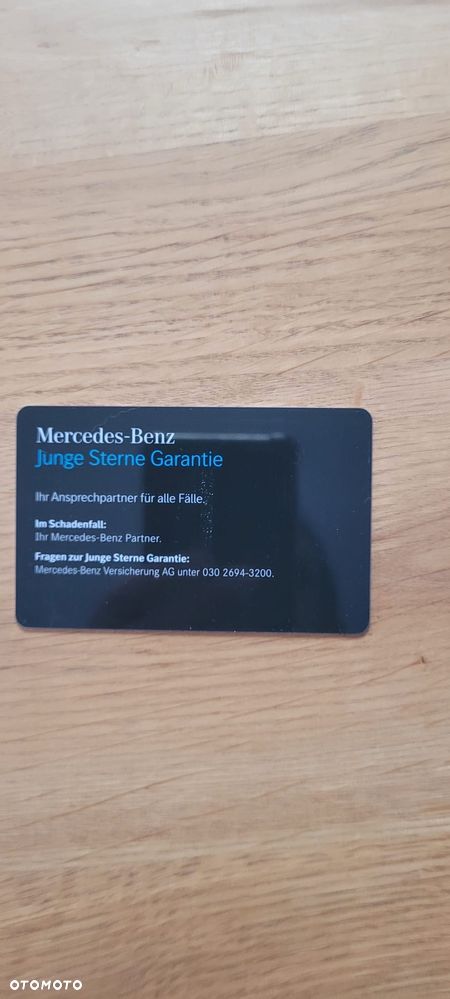 Mercedes-Benz
Junge Sterne Garantie
Ihr Ansprechpartner für alle Fälle.
Im Schadenfall:
Ihr Mercedes-Benz Partner.
Fragen zur Junge Sterne Garantie:
Mercedes-Benz Versicherung AG unter 030 2694-3200.
OTOMOTO